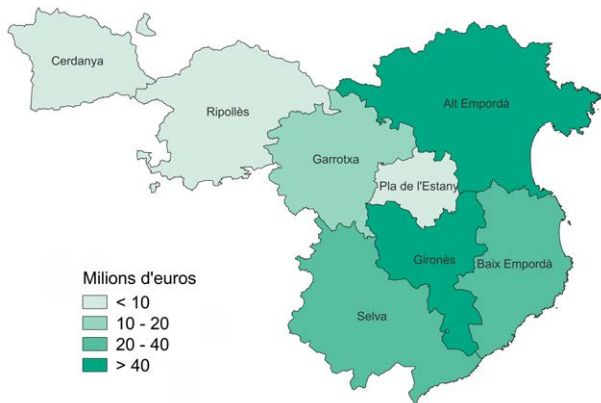 Cerdanya
Ripollès
Alt Empordà
Garrotxa
Pla de l'Estany
Gironès
Baix Empordà
Selva
Milions d'euros
< 10
10 - 20
20 - 40
> 40